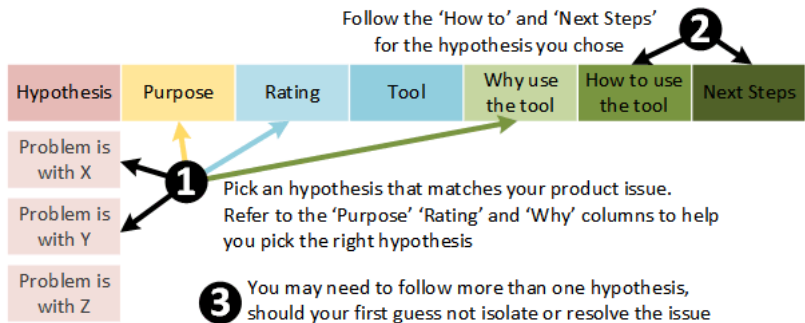 Follow the ‘How to’ and ‘Next Steps’
for the hypothesis you chose
2
Hypothesis
Purpose
Rating
Tool
Why use
the tool
How to use
the tool
Next Steps
Problem is
with X
1
Pick an hypothesis that matches your product issue.
Refer to the ‘Purpose’ ‘Rating’ and ‘Why’ columns to help
you pick the right hypothesis
Problem is
with Y
Problem is
with Z
3
You may need to follow more than one hypothesis,
should your first guess not isolate or resolve the issue